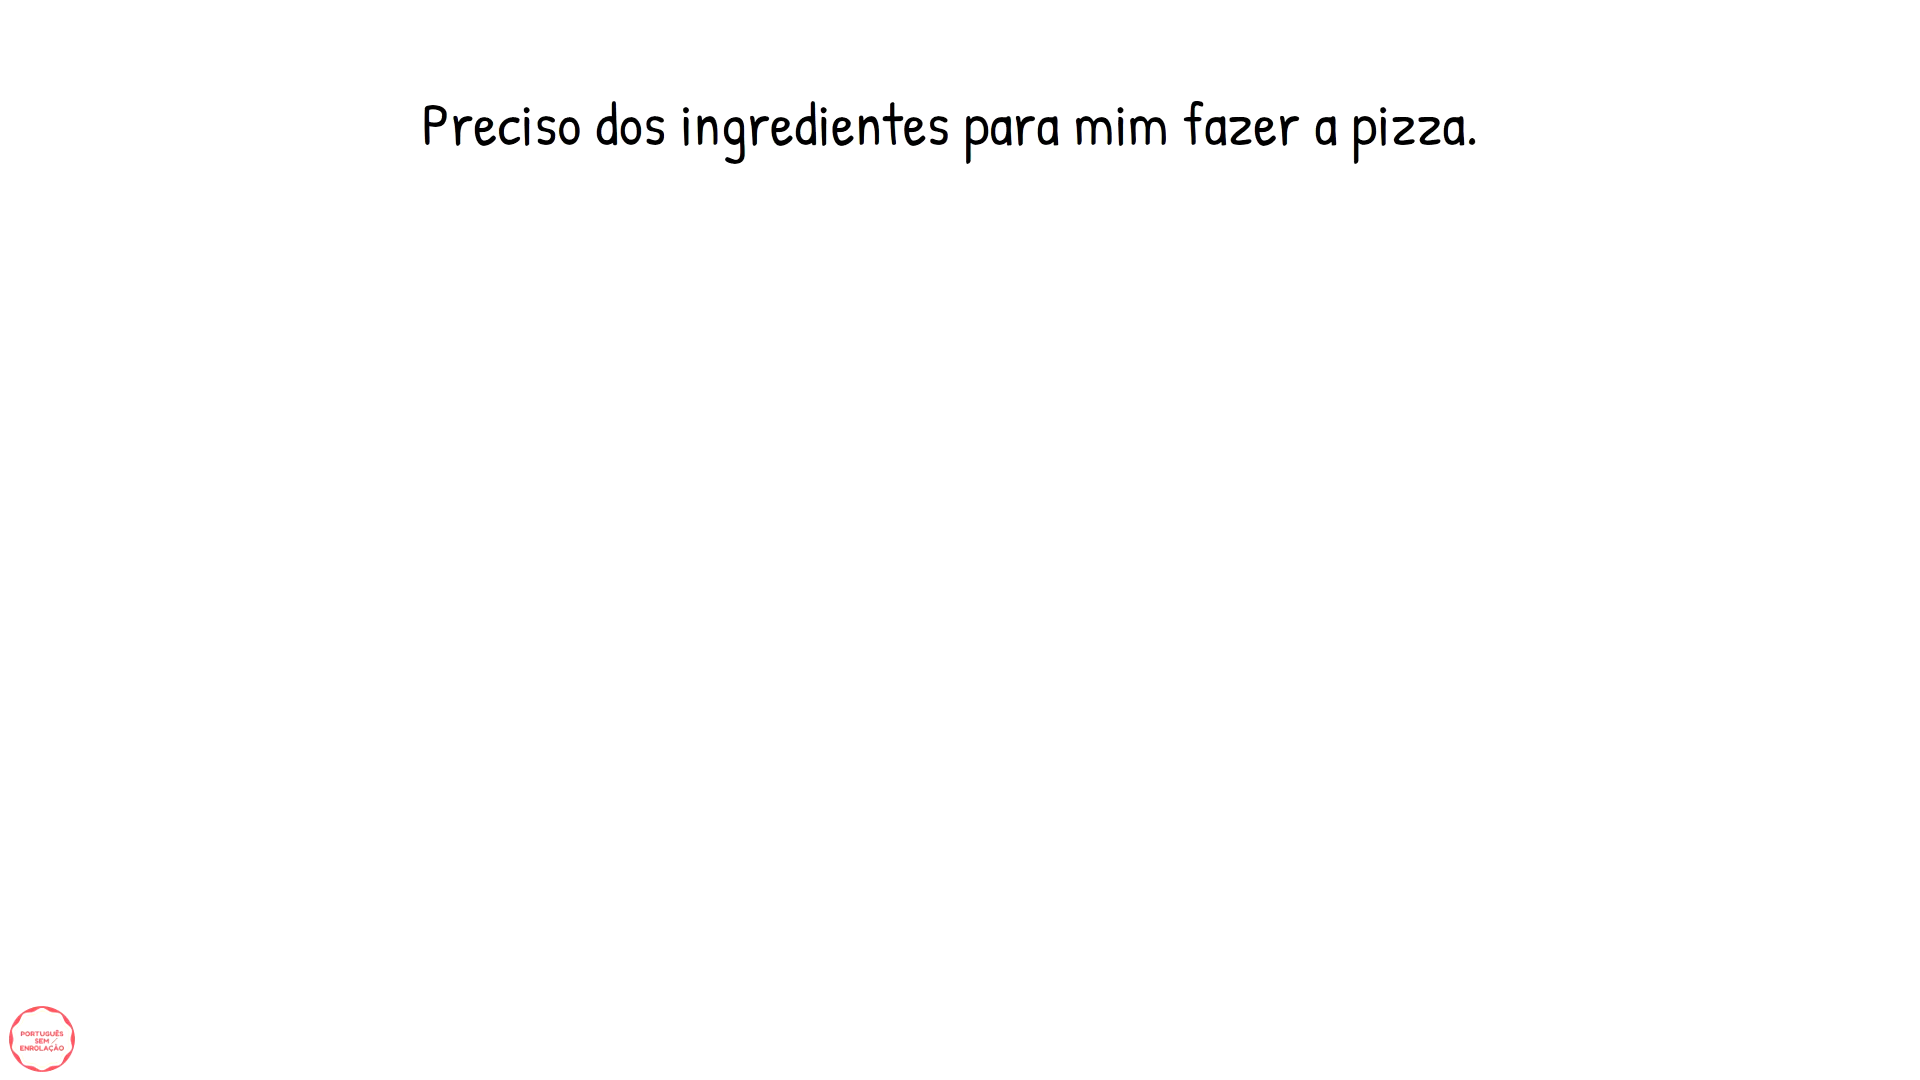 Preciso dos ingredientes para mim fazer a pizza.
PORTUGUÊS
SEM
ENROLAÇÃO